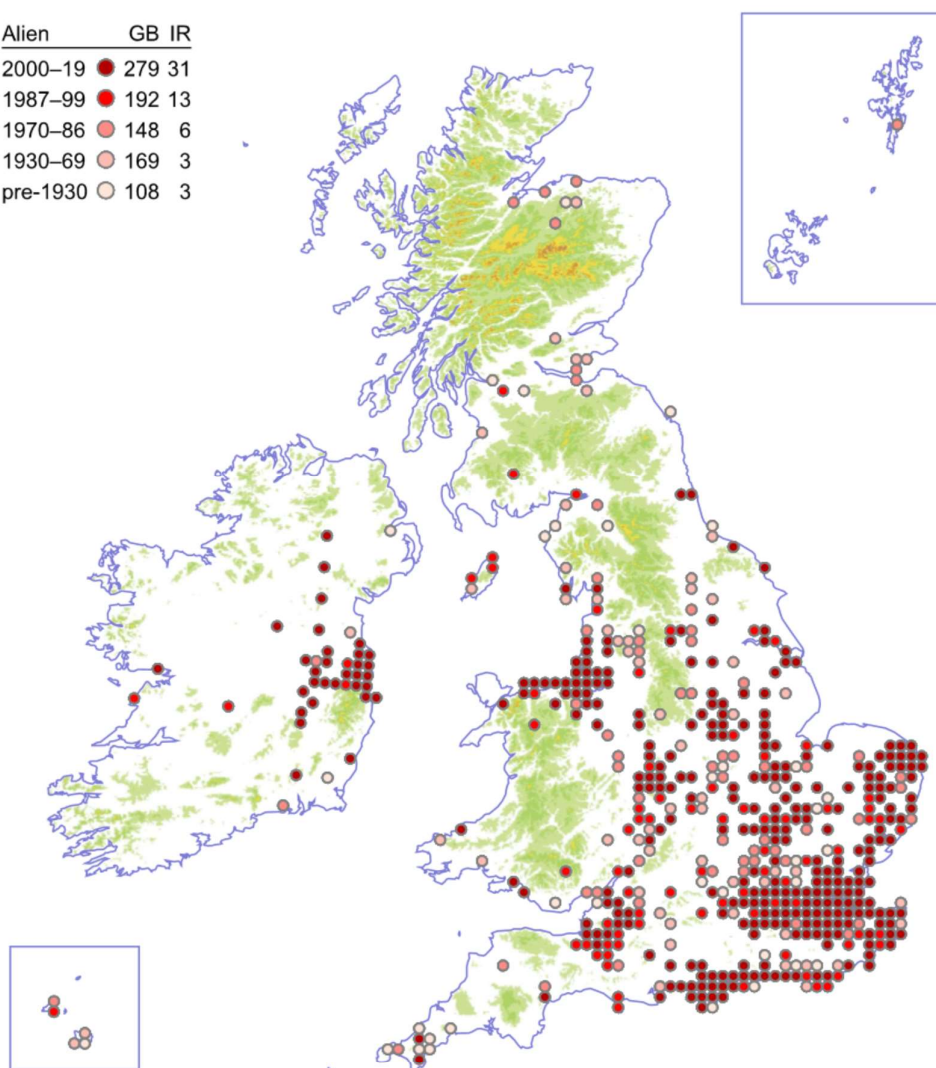 Alien GB IR
2000–19 279 31
1987–99 192 13
1970–86 148 6
1930–69 169 3
pre-1930 108 3